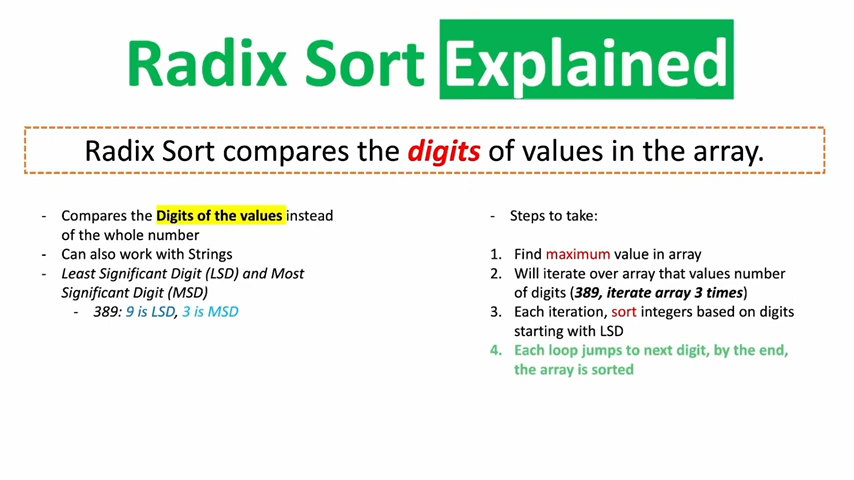 Radix Sort Explained
Radix Sort compares the digits of values in the array.
- Compares the Digits of the values instead
of the whole number
- Can also work with Strings
- Least Significant Digit (LSD) and Most
Significant Digit (MSD)
- 389: 9 is LSD, 3 is MSD
- Steps to take:
1. Find maximum value in array
2. Will iterate over array that values number
of digits (389, iterate array 3 times)
3. Each iteration, sort integers based on digits
starting with LSD
4. Each loop jumps to next digit, by the end,
the array is sorted